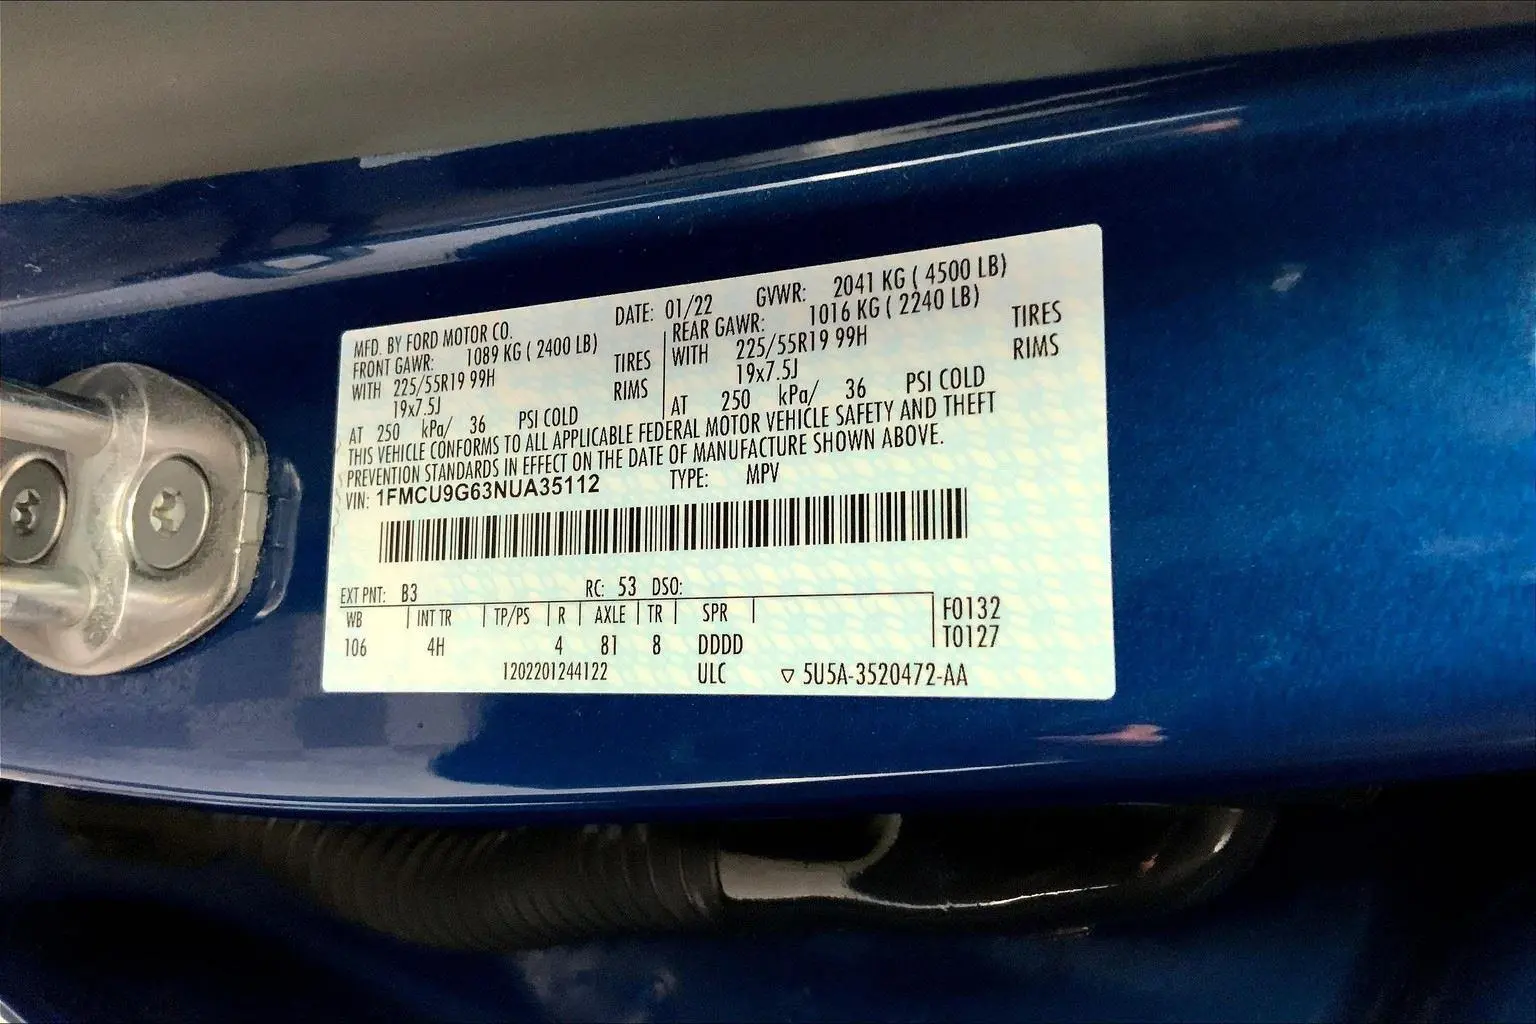 MFD. BY FORD MOTOR CO. DATE: 01/22 GVWR: 2041 KG ( 4500 LB)
FRONT GAWR: 1089 KG ( 2400 LB) REAR GAWR: 1016 KG ( 2240 LB)
WITH 225/55R19 99H TIRES WITH 225/55R19 99H TIRES
19x7.5J RIMS 19x7.5J RIMS
AT 250 kPa/ 36 PSI COLD AT 250 kPa/ 36 PSI COLD
THIS VEHICLE CONFORMS TO ALL APPLICABLE FEDERAL MOTOR VEHICLE SAFETY AND THEFT
PREVENTION STANDARDS IN EFFECT ON THE DATE OF MANUFACTURE SHOWN ABOVE.
VIN: 1FMCU9G63NUA35112 TYPE: MPV
EXT PNT: B3 RC: 53 DSO:
WB INT TR TP/PS R AXLE TR SPR F0132
106 4H 4 81 8 DDDD T0127
1202201244122 ULC ▽ 5U5A-3520472-AA